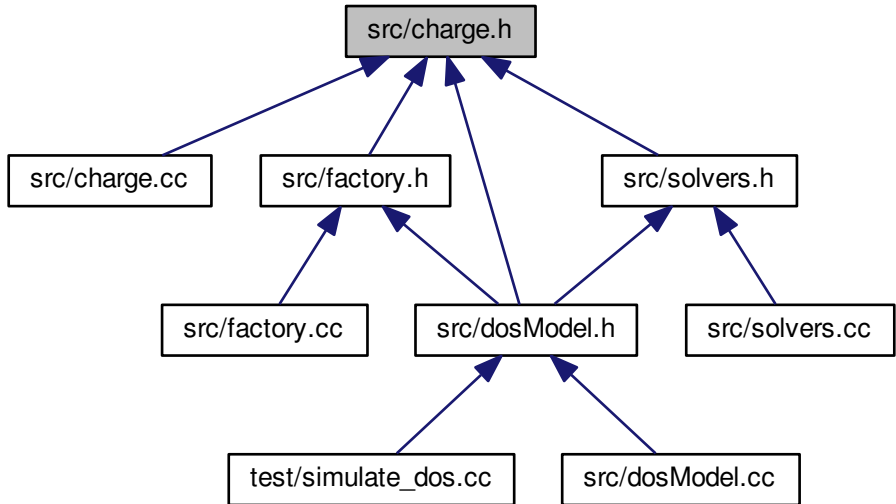 src/charge.h
src/charge.cc
src/factory.h
src/solvers.h
src/factory.cc
src/dosModel.h
src/solvers.cc
test/simulate_dos.cc
src/dosModel.cc